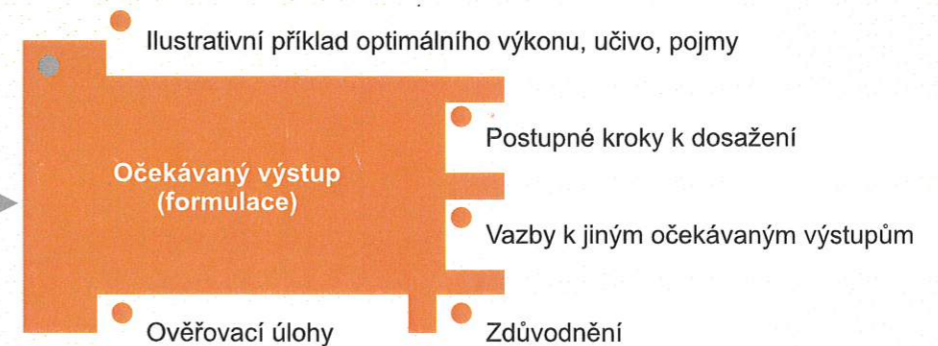 Ilustrativní příklad optimálního výkonu, učivo, pojmy
Postupné kroky k dosažení
Očekávaný výstup
(formulace)
Vazby k jiným očekávaným výstupům
Ověřovací úlohy
Zdůvodnění